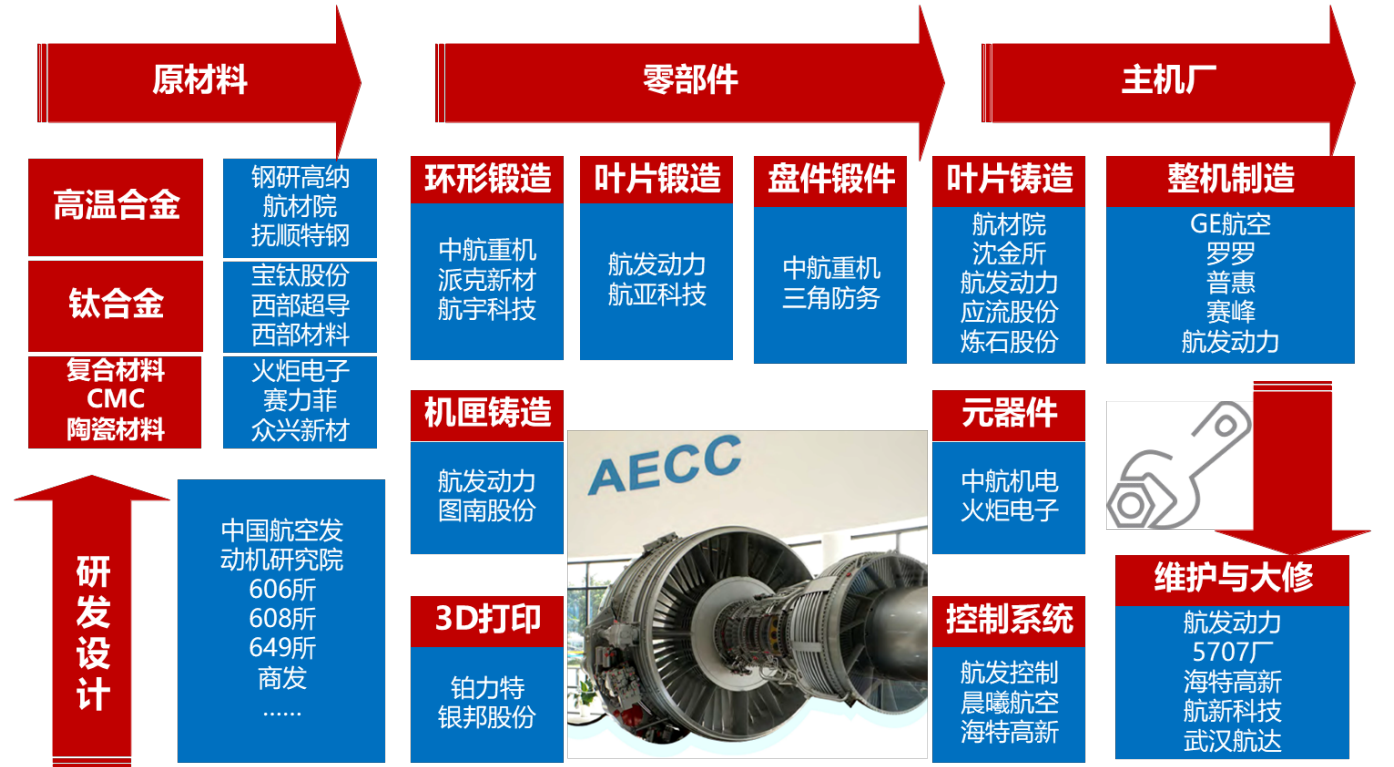 原材料
零部件
主机厂
高温合金
钢研高纳
航材院
抚顺特钢
钛合金
宝钛股份
西部超导
西部材料
复合材料
CMC
陶瓷材料
火炬电子
赛力菲
众兴新材
研
发
设
计
中国航空发
动机研究院
606所
608所
649所
商发
......
环形锻造
中航重机
派克新材
航宇科技
叶片锻造
航发动力
航亚科技
盘件锻件
中航重机
三角防务
叶片铸造
航材院
沈金所
航发动力
应流股份
炼石股份
整机制造
GE航空
罗罗
普惠
赛峰
航发动力
机匣铸造
航发动力
图南股份
AECC
元器件
中航机电
火炬电子
3D打印
铂力特
银邦股份
控制系统
航发控制
晨曦航空
海特高新
维护与大修
航发动力
5707厂
海特高新
航新科技
武汉航达